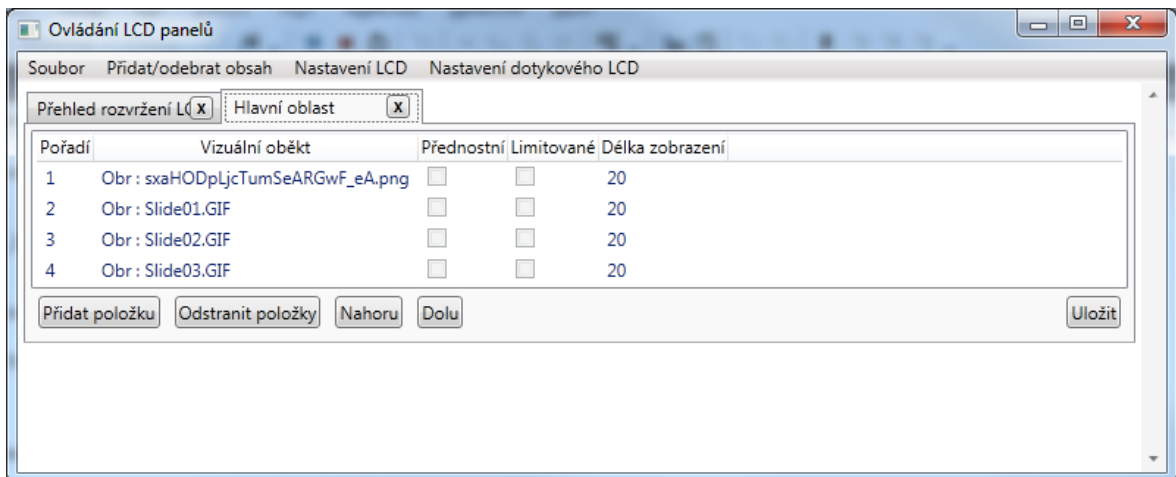 Ovládání LCD panelů
Soubor Přidat/odebrat obsah Nastavení LCD Nastavení dotykového LCD
Přehled rozvržení LC x Hlavní oblast x
Pořadí Vizuální oběkt Přednostní Limitované Délka zobrazení
1 Obr : sxaHODpLjcTumSeARGwF_eA.png 20
2 Obr : Slide01.GIF 20
3 Obr : Slide02.GIF 20
4 Obr : Slide03.GIF 20
Přidat položku Odstranit položky Nahoru Dolu Uložit